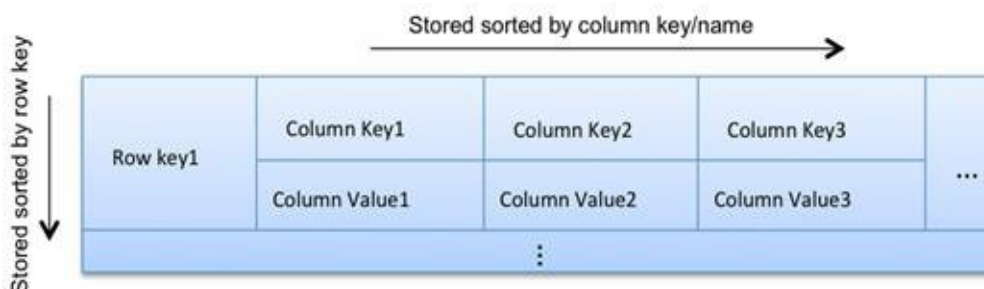 Stored sorted by column key/name
Stored sorted by row key
Row key1
Column Key1
Column Key2
Column Key3
Column Value1
Column Value2
Column Value3
...
⋮